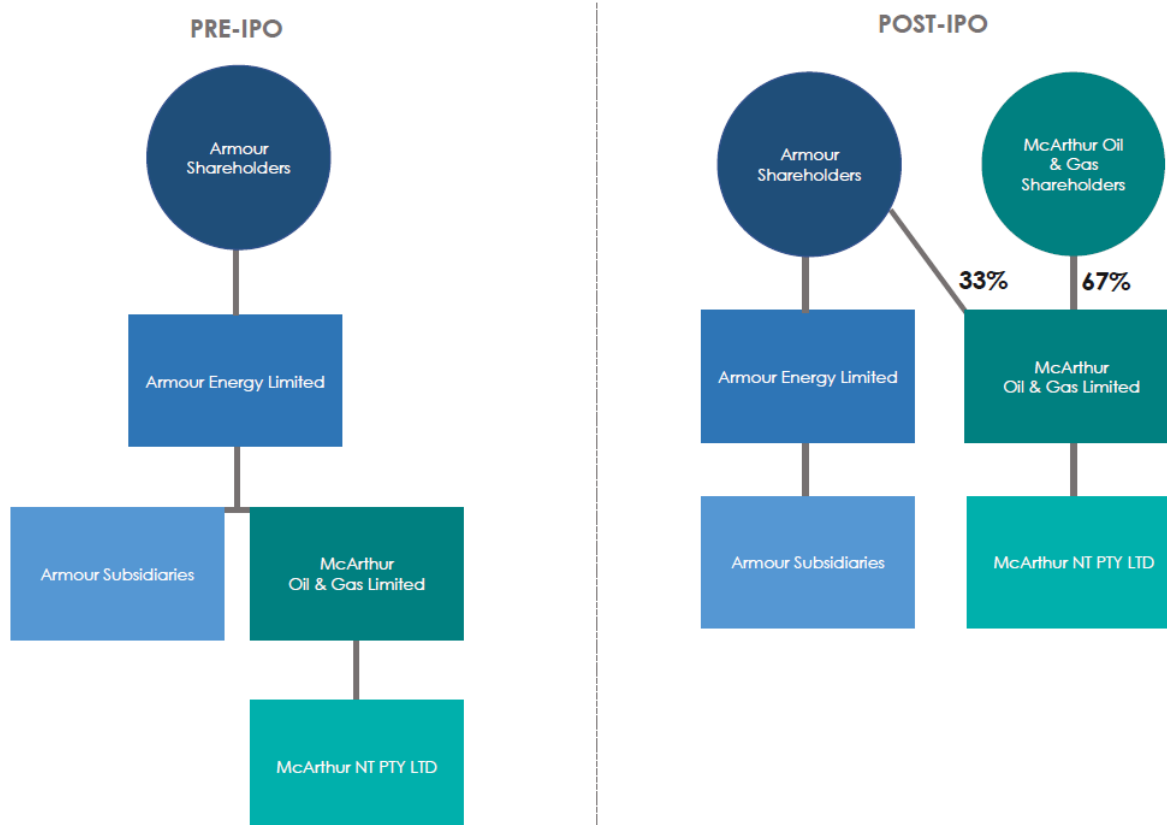 PRE-IPO
Armour
Shareholders
Armour Energy Limited
Armour Subsidiaries
McArthur
Oil & Gas Limited
McArthur NT PTY LTD
POST-IPO
Armour
Shareholders
McArthur Oil
& Gas
Shareholders
33%
67%
Armour Energy Limited
McArthur
Oil & Gas Limited
Armour Subsidiaries
McArthur NT PTY LTD